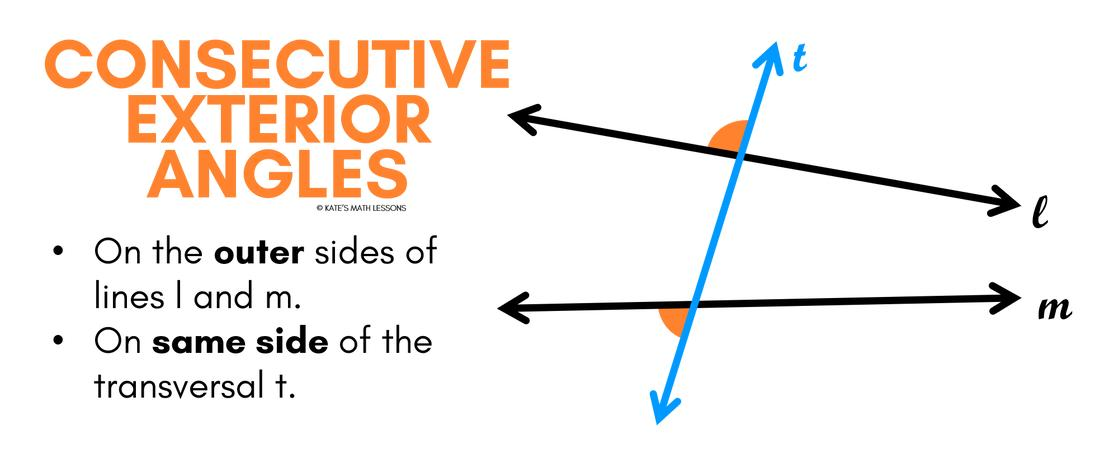 CONSECUTIVE
EXTERIOR
ANGLES
© KATE'S MATH LESSONS
• On the outer sides of
lines l and m.
• On same side of the
transversal t.
t
l
m